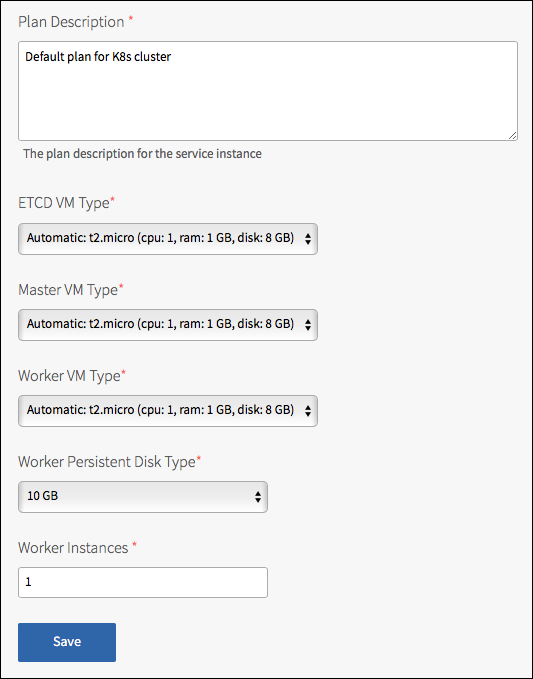 Plan Description *
Default plan for K8s cluster
The plan description for the service instance
ETCD VM Type*
Automatic: t2.micro (cpu: 1, ram: 1 GB, disk: 8 GB)
Master VM Type*
Automatic: t2.micro (cpu: 1, ram: 1 GB, disk: 8 GB)
Worker VM Type*
Automatic: t2.micro (cpu: 1, ram: 1 GB, disk: 8 GB)
Worker Persistent Disk Type*
10 GB
Worker Instances *
1
Save